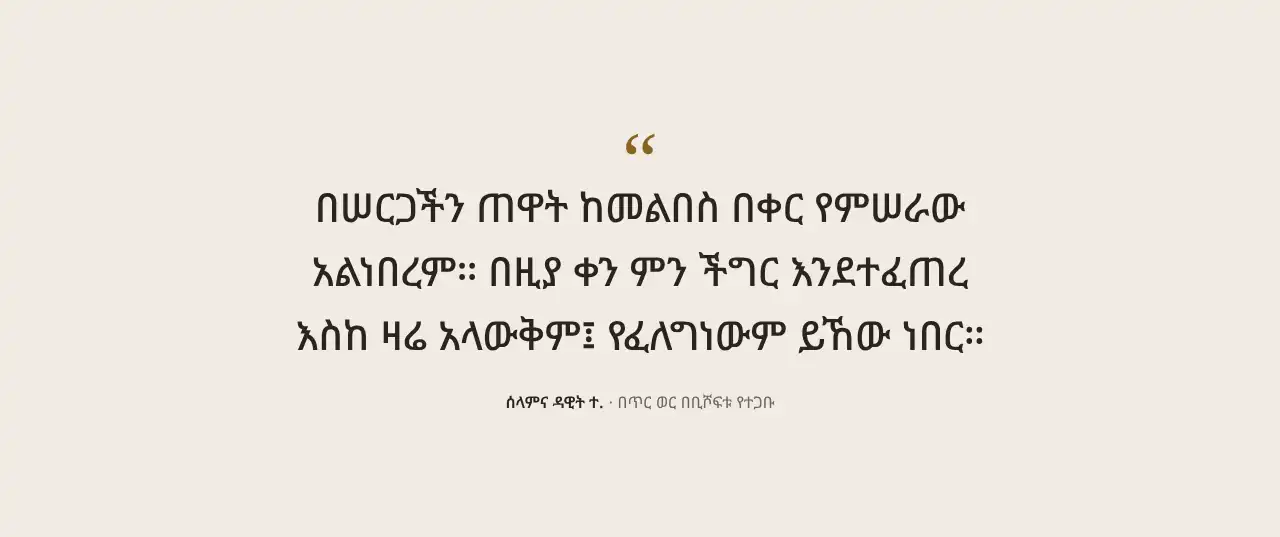 “
በሠርጋችን ጠዋት ከመልበስ በቀር የምሠራው
አልነበረም። በዚያ ቀን ምን ችግር እንደተፈጠረ
እስከ ዛሬ አላውቅም፤ የፈለግነውም ይኸው ነበር።
ሰላምና ዳዊት ተ. · በጥር ወር በቢሾፍቱ የተጋቡ